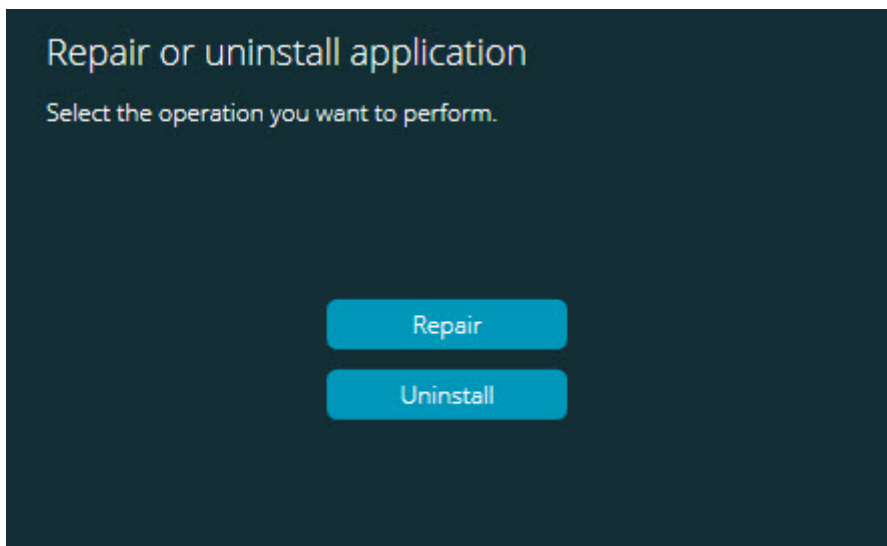 Repair or uninstall application
Select the operation you want to perform.
Repair
Uninstall